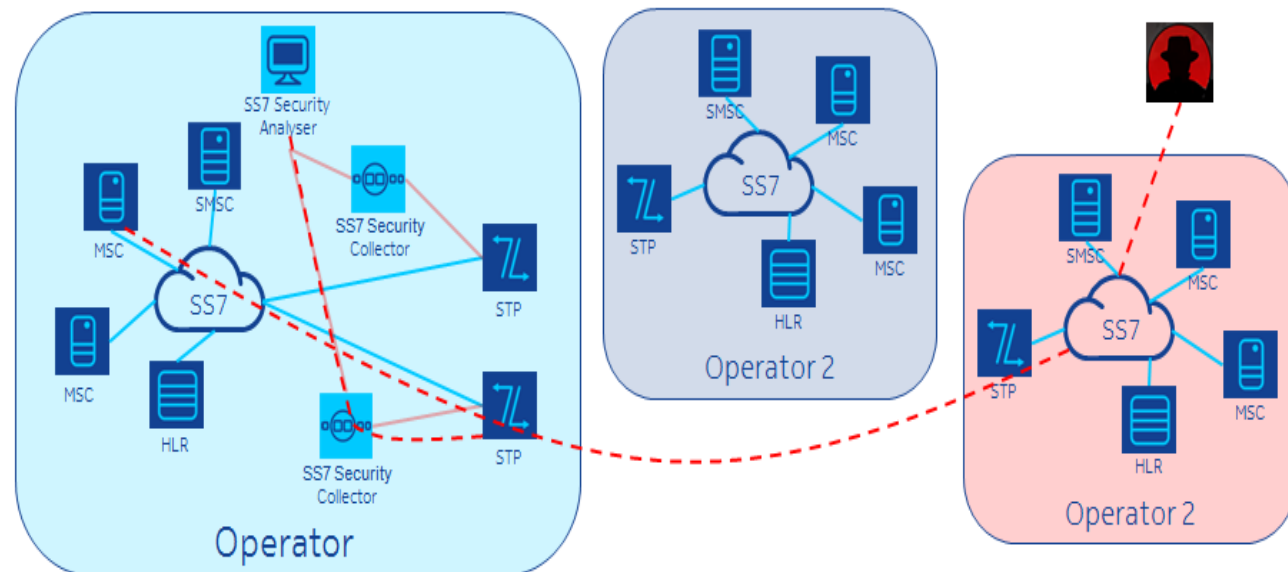 SS7 Security
Analyser
SMSC
MSC
SS7 Security
Collector
SS7
STP
MSC
HLR
STP
SS7 Security
Collector
Operator
SMSC
MSC
SS7
STP
MSC
HLR
Operator 2
SMSC
MSC
SS7
STP
MSC
HLR
Operator 2